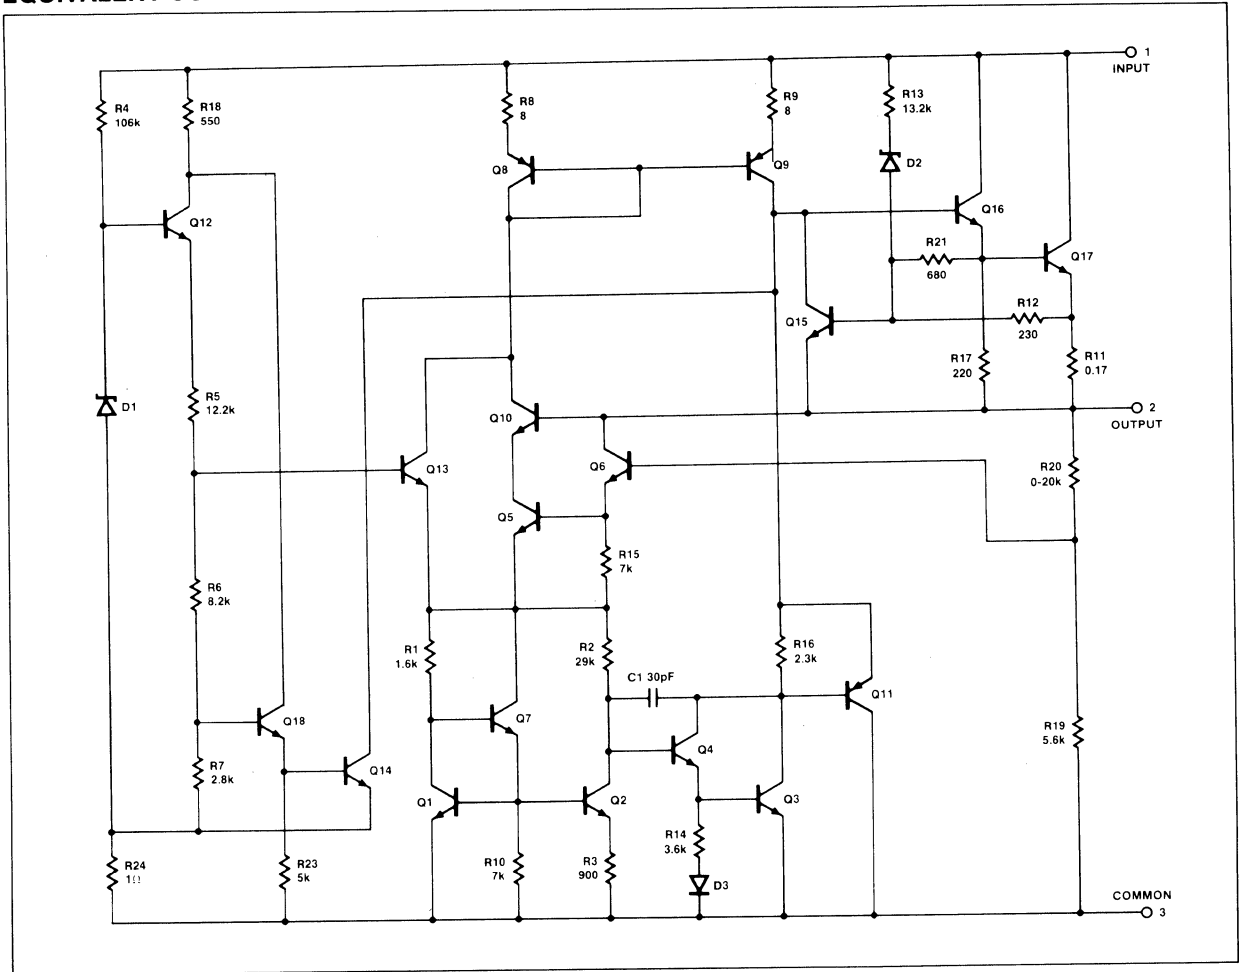 1
INPUT
R4
106k
R18
550
R8
8
R9
8
R13
13.2k
Q8
Q9
D2
Q12
Q16
R21
680
Q17
Q15
R12
230
R17
220
R11
0.17
D1
R5
12.2k
Q10
2
OUTPUT
Q13
Q6
R20
0-20k
Q5
R15
7k
R6
8.2k
R1
1.6k
R2
29k
R16
2.3k
C1 30pF
Q11
Q18
Q7
R19
5.6k
Q4
R7
2.8k
Q14
Q1
Q2
Q3
R14
3.6k
R24
1Ω
R23
5k
R10
7k
R3
900
D3
COMMON
3